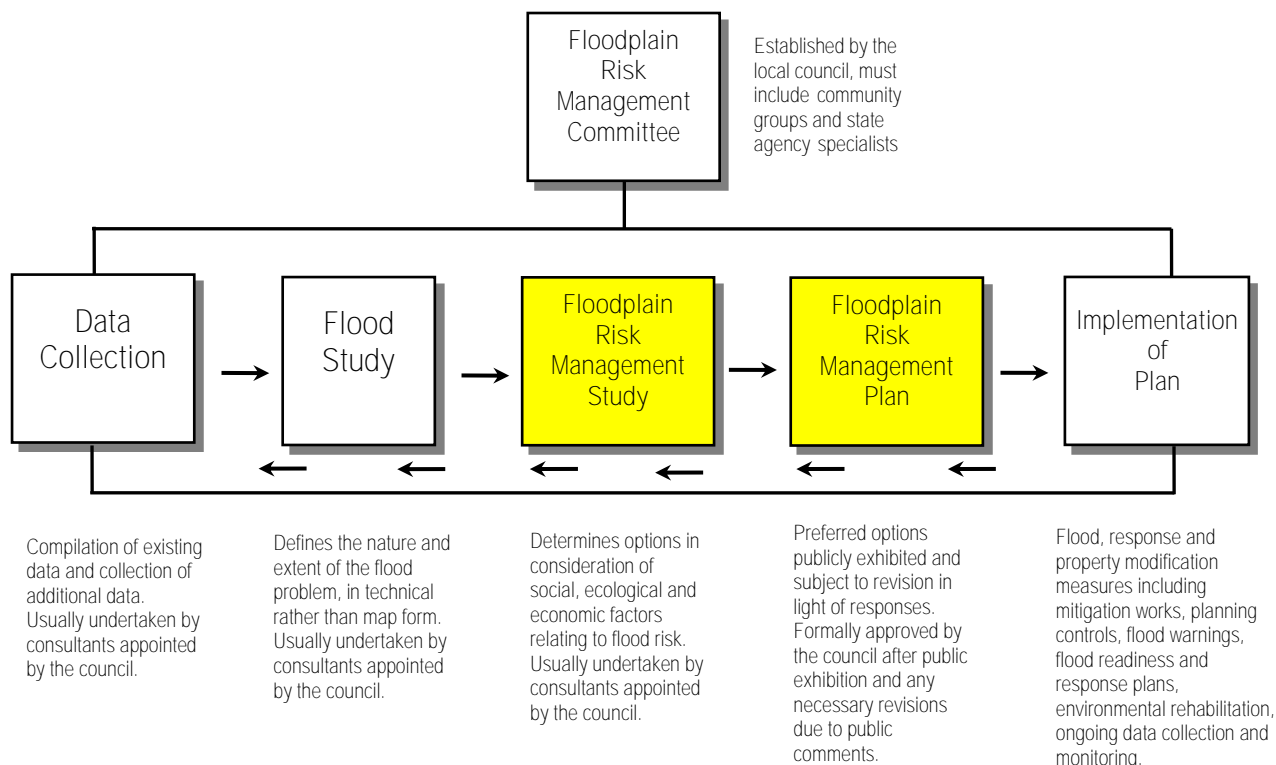 Floodplain
Risk
Management
Committee
Established by the
local council, must
include community
groups and state
agency specialists
Data
Collection
Flood
Study
Floodplain
Risk
Management
Study
Floodplain
Risk
Management
Plan
Implementation
of
Plan
Compilation of existing
data and collection of
additional data.
Usually undertaken by
consultants appointed
by the council.
Defines the nature and
extent of the flood
problem, in technical
rather than map form.
Usually undertaken by
consultants appointed
by the council.
Determines options in
consideration of
social, ecological and
economic factors
relating to flood risk.
Usually undertaken by
consultants appointed
by the council.
Preferred options
publicly exhibited and
subject to revision in
light of responses.
Formally approved by
the council after public
exhibition and any
necessary revisions
due to public
comments.
Flood, response and
property modification
measures including
mitigation works, planning
controls, flood warnings,
flood readiness and
response plans,
environmental rehabilitation,
ongoing data collection and
monitoring.